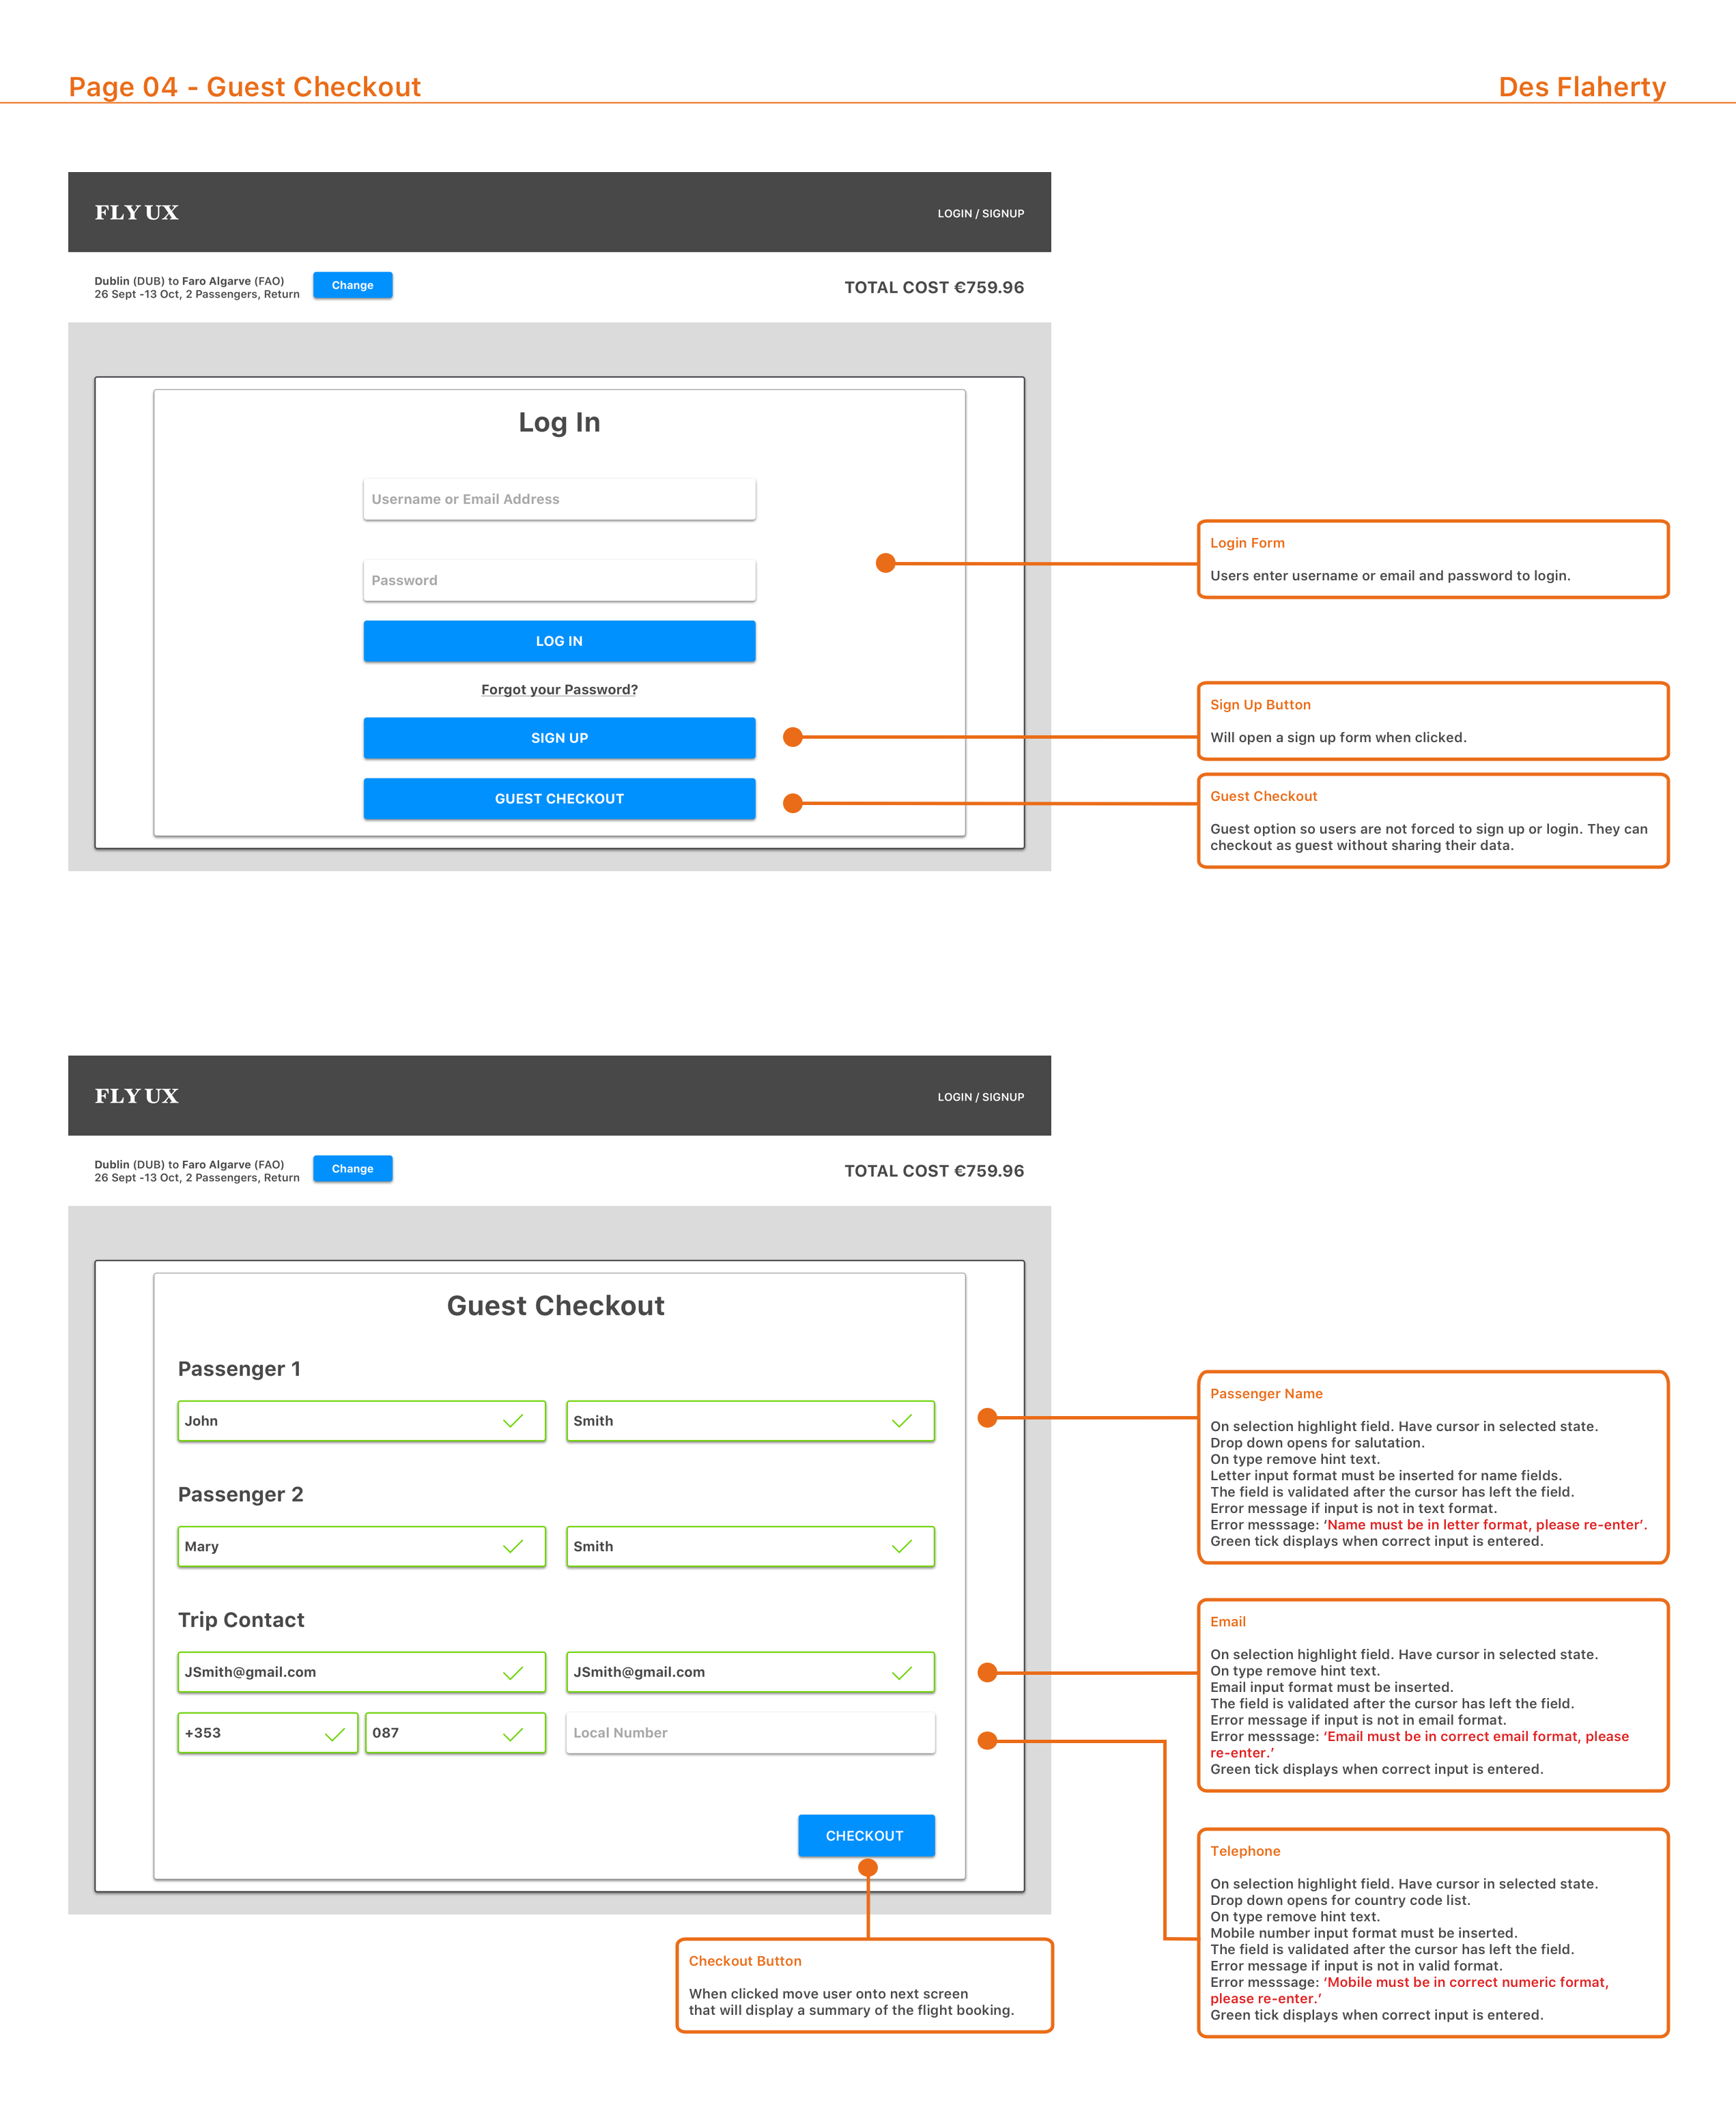 Page 04 - Guest Checkout
Des Flaherty
FLY UX
LOGIN / SIGNUP
Dublin (DUB) to Faro Algarve (FAO)
26 Sept -13 Oct, 2 Passengers, Return
Change
TOTAL COST €759.96
Log In
Username or Email Address
Password
LOG IN
Forgot your Password?
SIGN UP
GUEST CHECKOUT
Login Form
Users enter username or email and password to login.
Sign Up Button
Will open a sign up form when clicked.
Guest Checkout
Guest option so users are not forced to sign up or login. They can
checkout as guest without sharing their data.
FLY UX
LOGIN / SIGNUP
Dublin (DUB) to Faro Algarve (FAO)
26 Sept -13 Oct, 2 Passengers, Return
Change
TOTAL COST €759.96
Guest Checkout
Passenger 1
John
Smith
Passenger 2
Mary
Smith
Trip Contact
JSmith@gmail.com
JSmith@gmail.com
+353
087
Local Number
CHECKOUT
Passenger Name
On selection highlight field. Have cursor in selected state.
Drop down opens for salutation.
On type remove hint text.
Letter input format must be inserted for name fields.
The field is validated after the cursor has left the field.
Error message if input is not in text format.
Error messsage: ‘Name must be in letter format, please re-enter’.
Green tick displays when correct input is entered.
Email
On selection highlight field. Have cursor in selected state.
On type remove hint text.
Email input format must be inserted.
The field is validated after the cursor has left the field.
Error message if input is not in email format.
Error messsage: ‘Email must be in correct email format, please
re-enter.’
Green tick displays when correct input is entered.
Telephone
On selection highlight field. Have cursor in selected state.
Drop down opens for country code list.
On type remove hint text.
Mobile number input format must be inserted.
The field is validated after the cursor has left the field.
Error message if input is not in valid format.
Error messsage: ‘Mobile must be in correct numeric format,
please re-enter.’
Green tick displays when correct input is entered.
Checkout Button
When clicked move user onto next screen
that will display a summary of the flight booking.